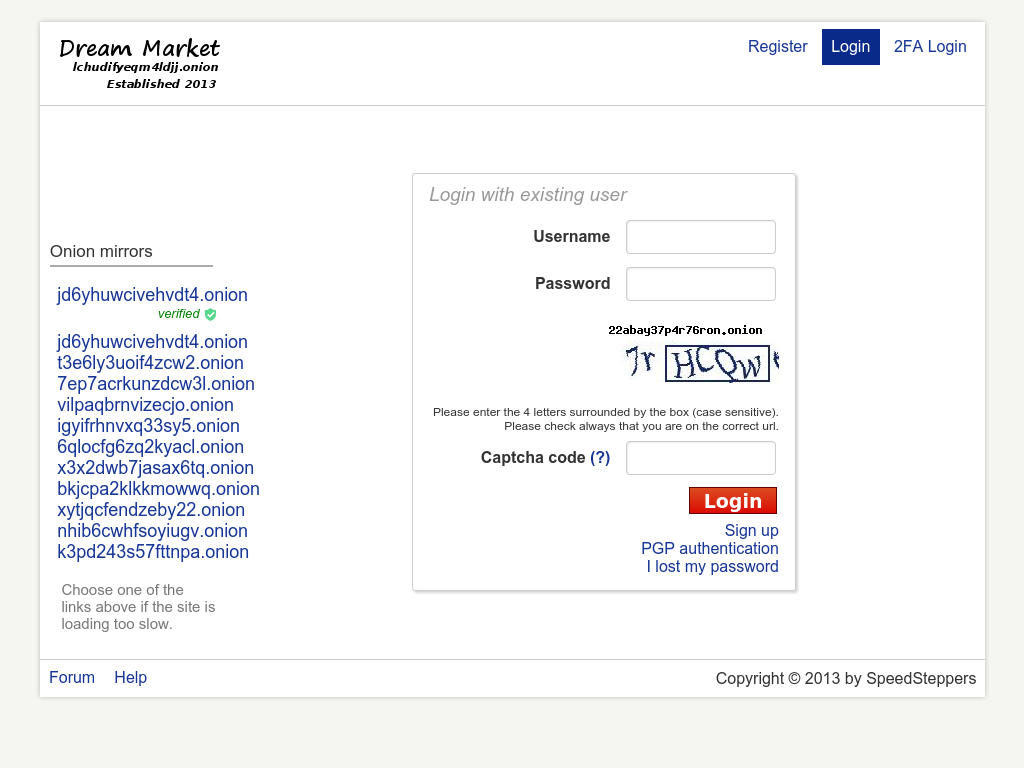 Dream Market
lchudifyeqm4ldjj.onion
Established 2013
Register Login 2FA Login
Onion mirrors
jd6yhuwcivehvdt4.onion
verified
jd6yhuwcivehvdt4.onion
t3e6ly3uoif4zcw2.onion
7ep7acrkunzdcw3l.onion
vilpaqbrnvizecjo.onion
igyifrhnvxq33sy5.onion
6qlocfg6zq2kyacl.onion
x3x2dwb7jasax6tq.onion
bkjcpa2klkkmowwq.onion
xytjqcfendzeby22.onion
nhib6cwhfsoyiugv.onion
k3pd243s57fttnpa.onion
Choose one of the
links above if the site is
loading too slow.
Login with existing user
Username
Password
22abay37p4r76ron.onion
7r HCQW
Please enter the 4 letters surrounded by the box (case sensitive).
Please check always that you are on the correct url.
Captcha code (?)
Login
Sign up
PGP authentication
I lost my password
Forum Help
Copyright © 2013 by SpeedSteppers